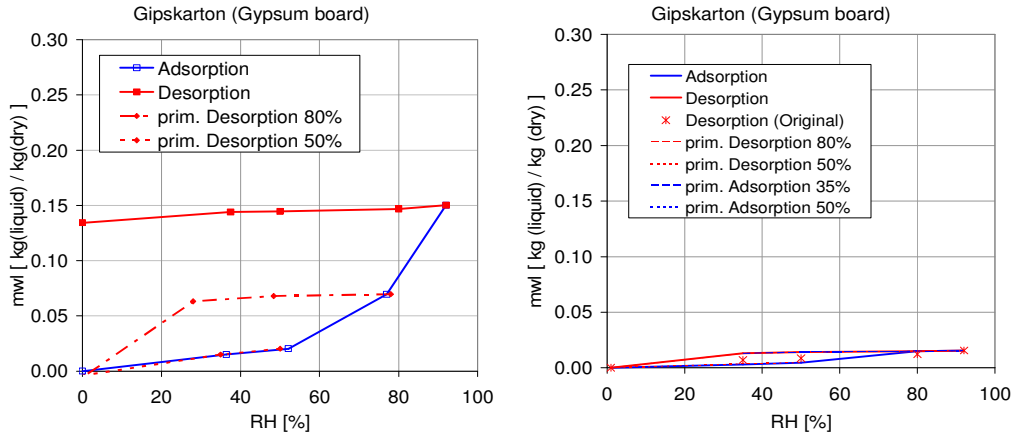 Gipskarton (Gypsum board)
0.30
0.25
0.20
0.15
0.10
0.05
0.00
mwl [ kg(liquid) / kg(dry) ]
Adsorption
Desorption
prim. Desorption 80%
prim. Desorption 50%
0 20 40 60 80 100
RH [%]
Gipskarton (Gypsum board)
0.30
0.25
0.20
0.15
0.10
0.05
0.00
mwl [ kg (liquid) / kg (dry) ]
Adsorption
Desorption
Desorption (Original)
prim. Desorption 80%
prim. Desorption 50%
prim. Adsorption 35%
prim. Adsorption 50%
0 20 40 60 80 100
RH [%]